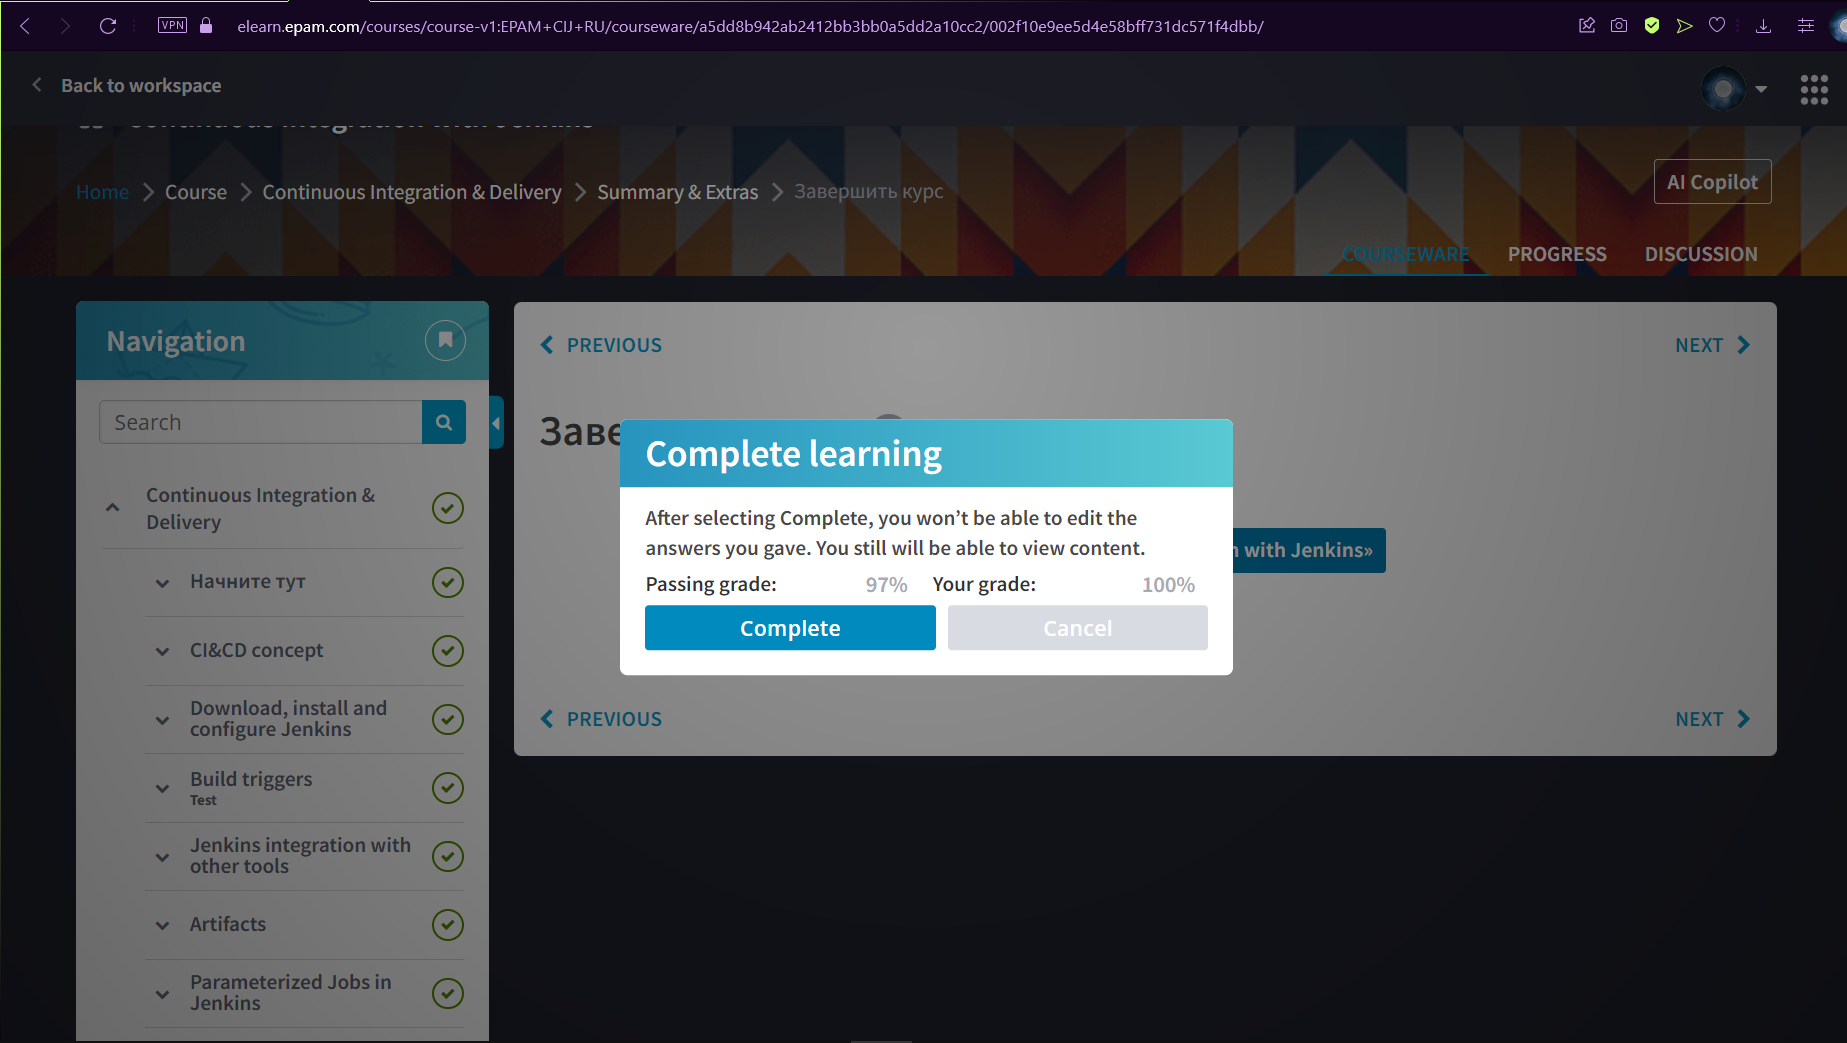 VPN
elearn.epam.com/courses/course-v1:EPAM+CIJ+RU/courseware/a5dd8b942ab2412bb3bb0a5dd2a10cc2/002f10e9ee5d4e58bff731dc571f4dbb/
Back to workspace
Continuous Integration with Jenkins
Home
Course
Continuous Integration & Delivery
Summary & Extras
Завершить курс
AI Copilot
COURSEWARE
PROGRESS
DISCUSSION
Navigation
Search
Continuous Integration &
Delivery
Начните тут
CI&CD concept
Download, install and
configure Jenkins
Build triggers
Test
Jenkins integration with
other tools
Artifacts
Parameterized Jobs in
Jenkins
PREVIOUS
NEXT
Заве
with Jenkins»
Complete learning
After selecting Complete, you won’t be able to edit the
answers you gave. You still will be able to view content.
Passing grade: 97% Your grade: 100%
Complete
Cancel
PREVIOUS
NEXT